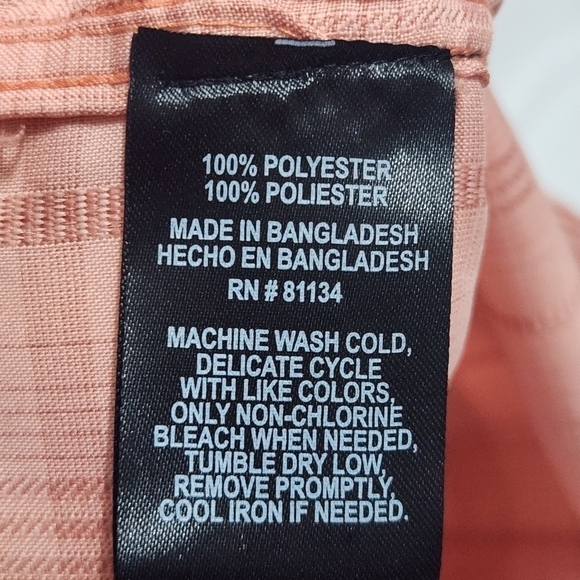 100% POLYESTER
100% POLIESTER
MADE IN BANGLADESH
HECHO EN BANGLADESH
RN # 81134
MACHINE WASH COLD,
DELICATE CYCLE
WITH LIKE COLORS,
ONLY NON-CHLORINE
BLEACH WHEN NEEDED,
TUMBLE DRY LOW,
REMOVE PROMPTLY,
COOL IRON IF NEEDED.